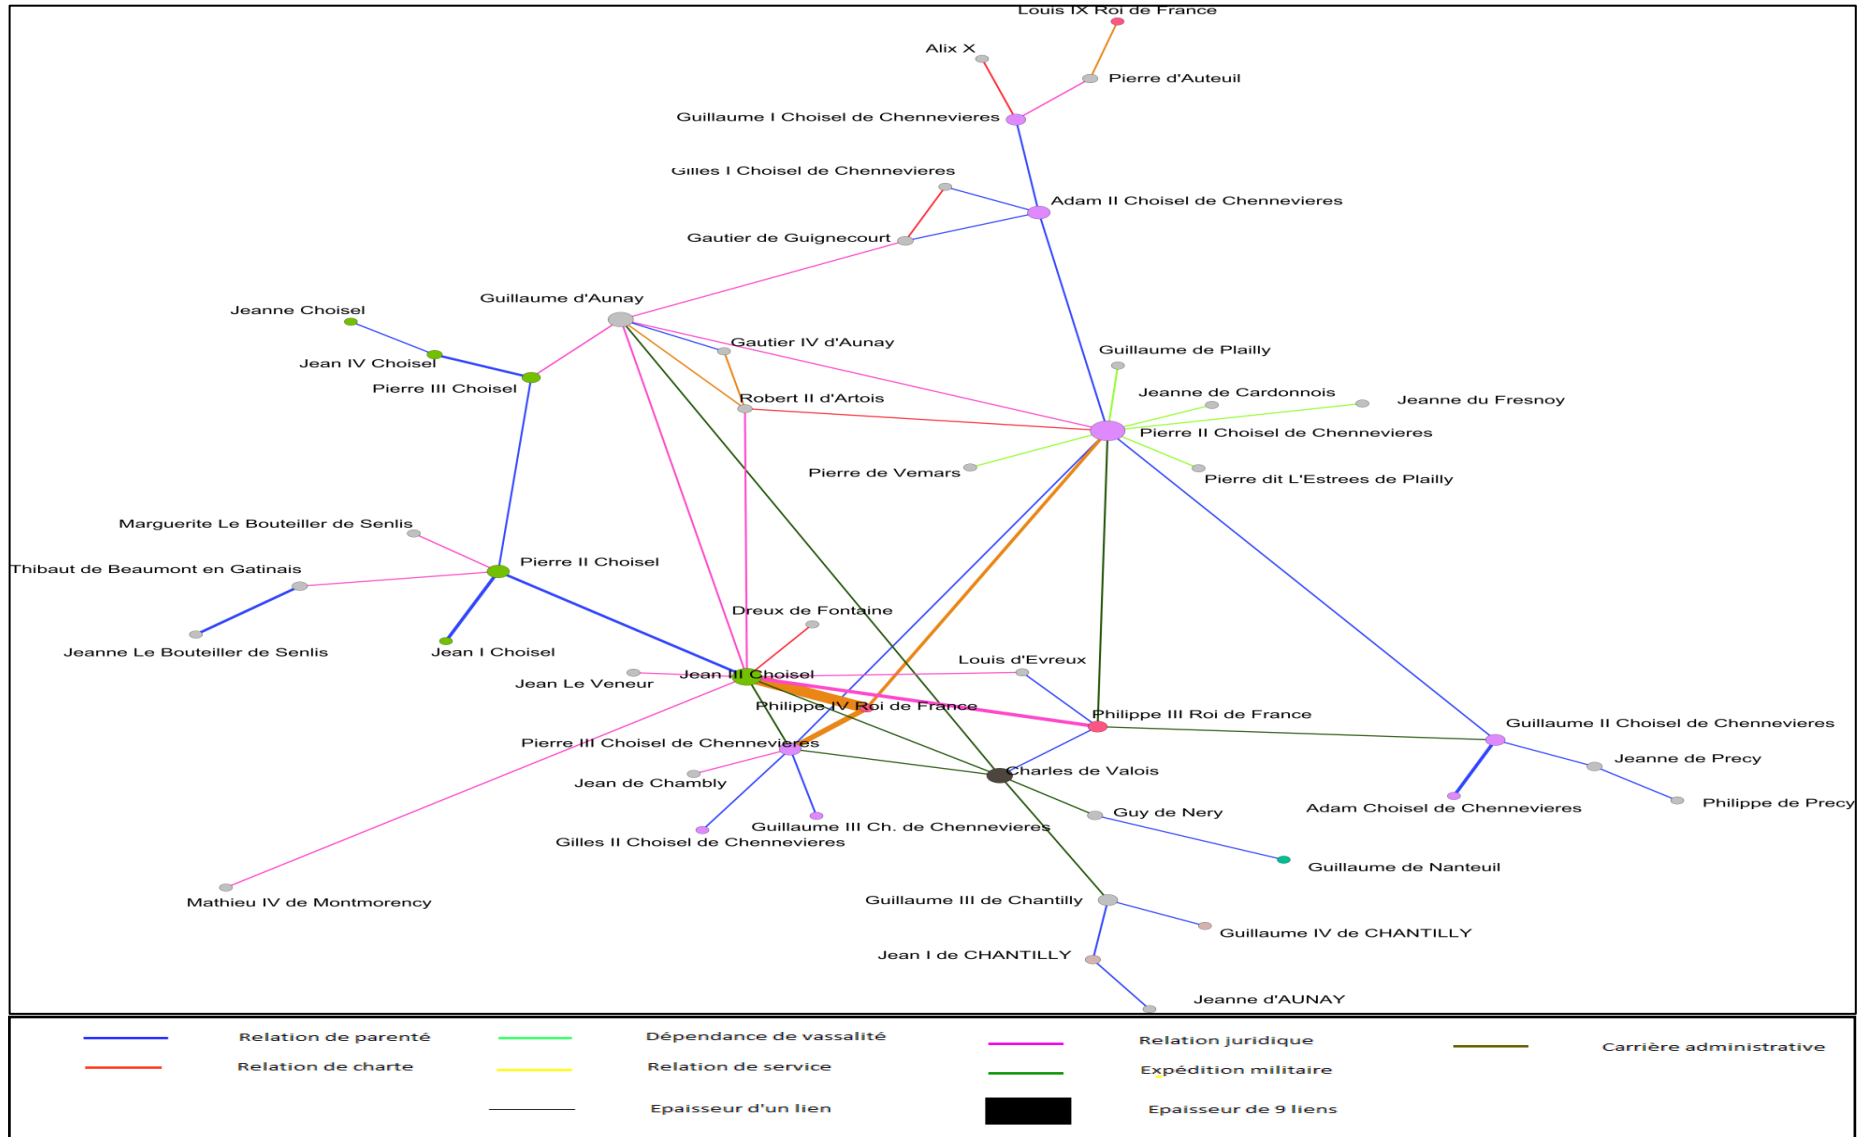 Louis IX Roi de France
Alix X
Pierre d'Auteuil
Guillaume I Choisel de Chennevieres
Gilles I Choisel de Chennevieres
Adam II Choisel de Chennevieres
Gautier de Guignecourt
Guillaume d'Aunay
Jeanne Choisel
Gautier IV d'Aunay
Guillaume de Plailly
Jean IV Choisel
Pierre III Choisel
Jeanne de Cardonnois
Jeanne du Fresnoy
Robert II d'Artois
Pierre II Choisel de Chennevieres
Pierre de Vemars
Pierre dit L'Estrees de Plailly
Marguerite Le Bouteiller de Senlis
Pierre II Choisel
Thibaut de Beaumont en Gatinais
Dreux de Fontaine
Jeanne Le Bouteiller de Senlis
Jean I Choisel
Louis d'Evreux
Jean III Choisel
Jean Le Veneur
Philippe IV Roi de France
Philippe III Roi de France
Guillaume II Choisel de Chennevieres
Pierre III Choisel de Chennevieres
Jeanne de Precy
Charles de Valois
Jean de Chambly
Philippe de Precy
Adam Choisel de Chennevieres
Guy de Nery
Guillaume III Ch. de Chennevieres
Gilles II Choisel de Chennevieres
Guillaume de Nanteuil
Guillaume III de Chantilly
Mathieu IV de Montmorency
Guillaume IV de CHANTILLY
Jean I de CHANTILLY
Jeanne d'AUNAY
Relation de parenté
Dépendance de vassalité
Relation juridique
Carrière administrative
Relation de charte
Relation de service
Expédition militaire
Epaisseur d'un lien
Epaisseur de 9 liens